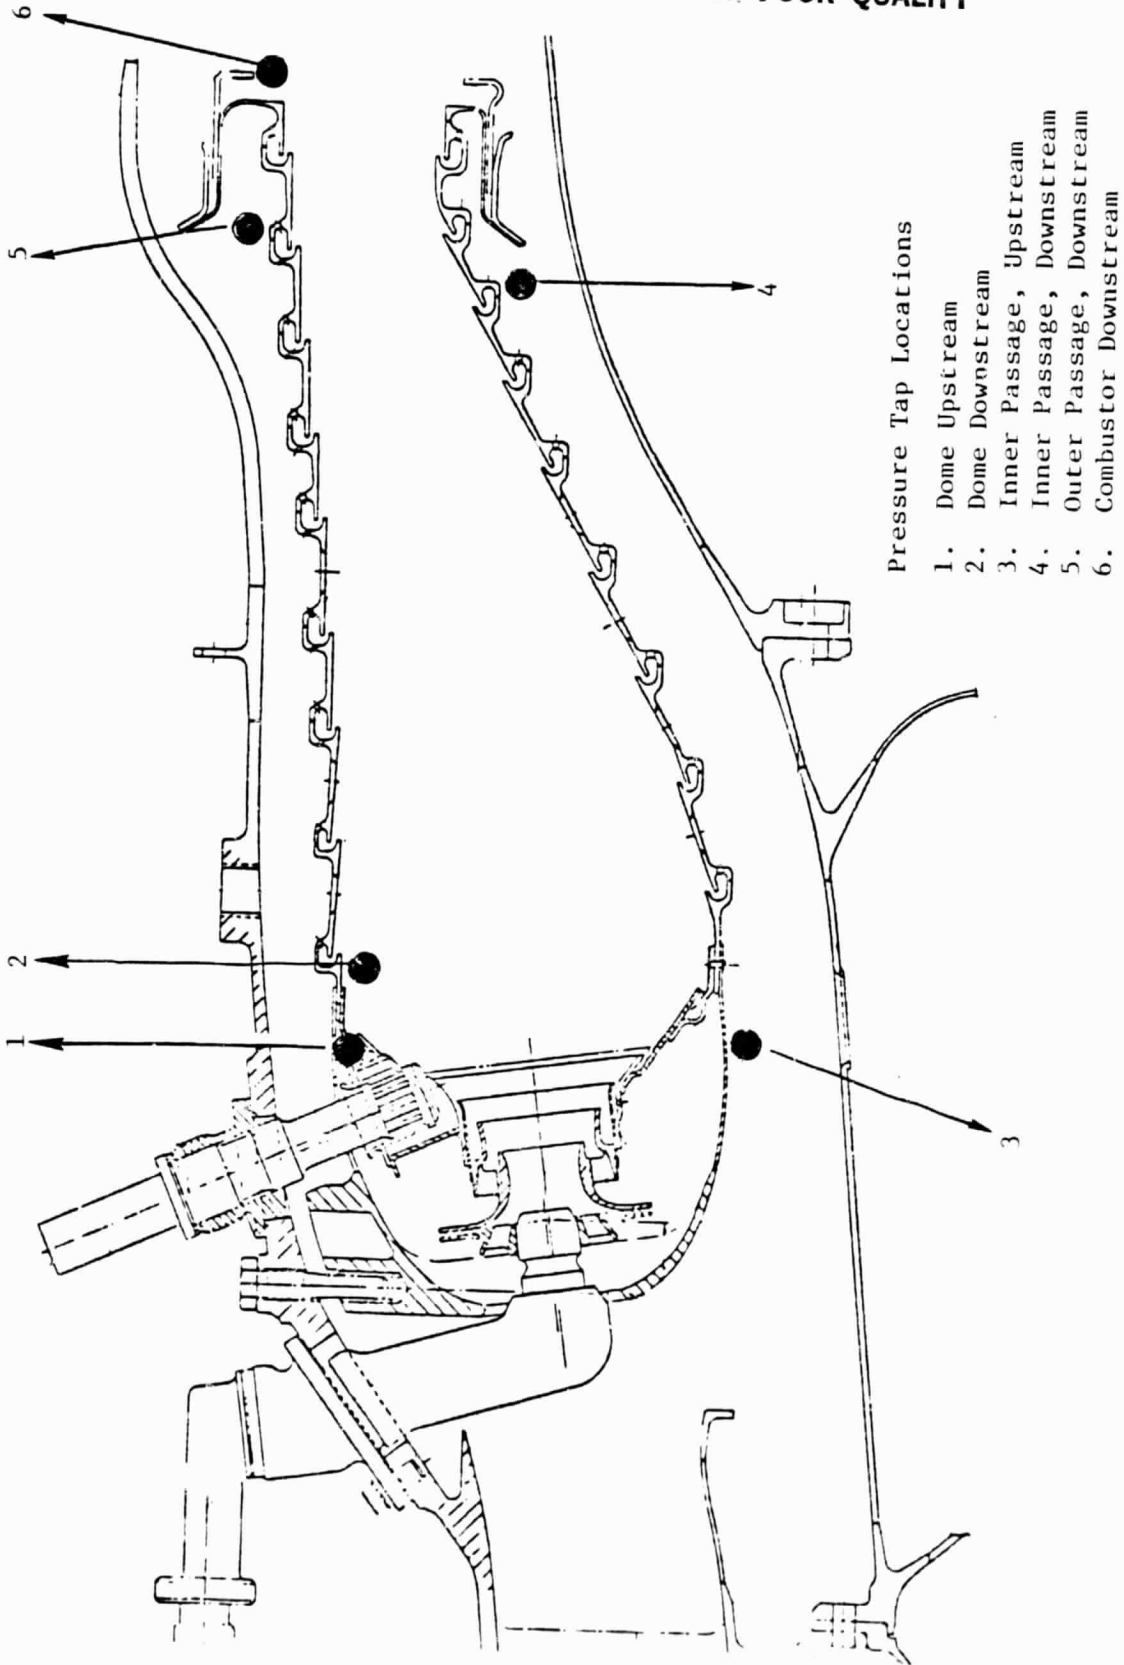 POOR QUALITY
6
5
4
2
1
3
Pressure Tap Locations
1. Dome Upstream
2. Dome Downstream
3. Inner Passage, Upstream
4. Inner Passage, Downstream
5. Outer Passage, Downstream
6. Combustor Downstream